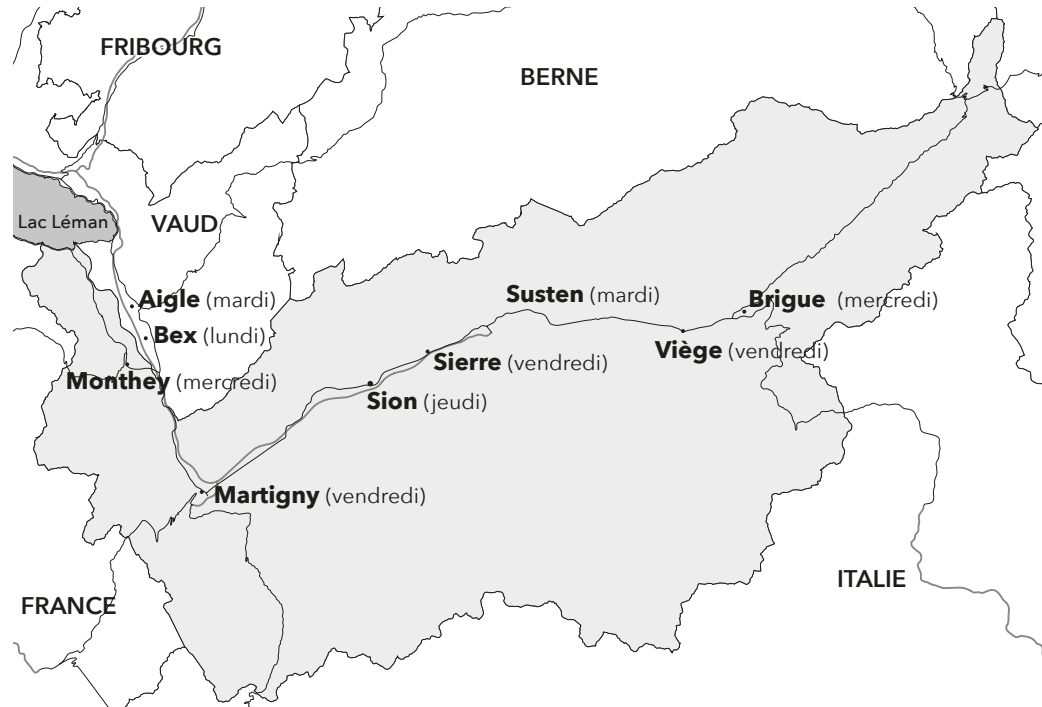 FRIBOURG
BERNE
Lac Léman
VAUD
Aigle (mardi)
Susten (mardi)
Brigue (mercredi)
Bex (lundi)
Viège (vendredi)
Sierre (vendredi)
Monthey (mercredi)
Sion (jeudi)
Martigny (vendredi)
ITALIE
FRANCE